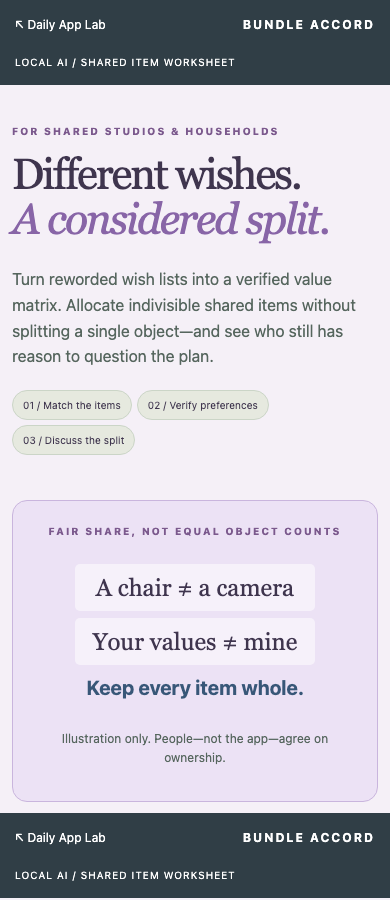 ↖ Daily App Lab
BUNDLE ACCORD
LOCAL AI / SHARED ITEM WORKSHEET
FOR SHARED STUDIOS & HOUSEHOLDS
Different wishes.
A considered split.
Turn reworded wish lists into a verified value
matrix. Allocate indivisible shared items without
splitting a single object—and see who still has
reason to question the plan.
01 / Match the items
02 / Verify preferences
03 / Discuss the split
FAIR SHARE, NOT EQUAL OBJECT COUNTS
A chair ≠ a camera
Your values ≠ mine
Keep every item whole.
Illustration only. People—not the app—agree on
ownership.
↖ Daily App Lab
BUNDLE ACCORD
LOCAL AI / SHARED ITEM WORKSHEET